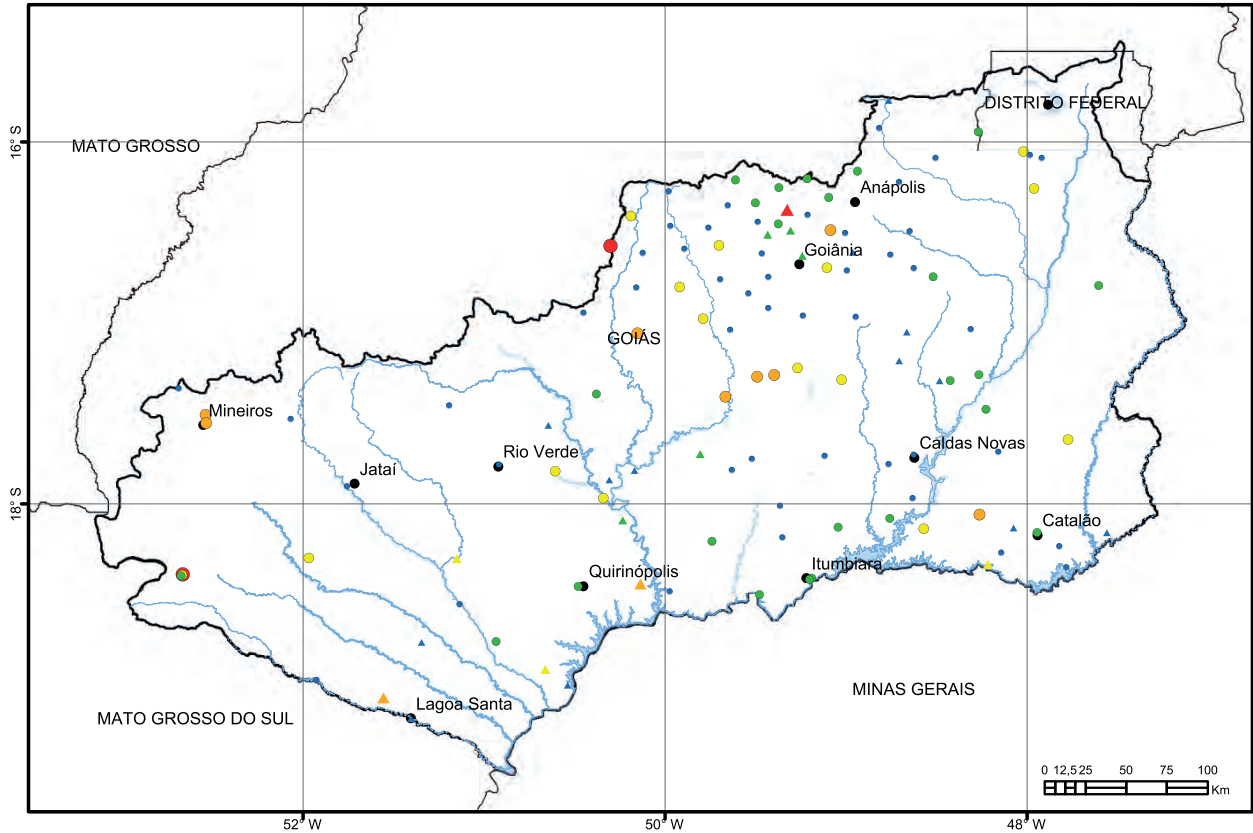 DISTRITO FEDERAL
16°S
MATO GROSSO
Anápolis
Goiânia
GOIÁS
Mineiros
Caldas Novas
Rio Verde
Jataí
18°S
Catalão
Itumbiara
Quirinópolis
MINAS GERAIS
Lagoa Santa
MATO GROSSO DO SUL
0 12,5 25 50 75 100
Km
52°W 50°W 48°W